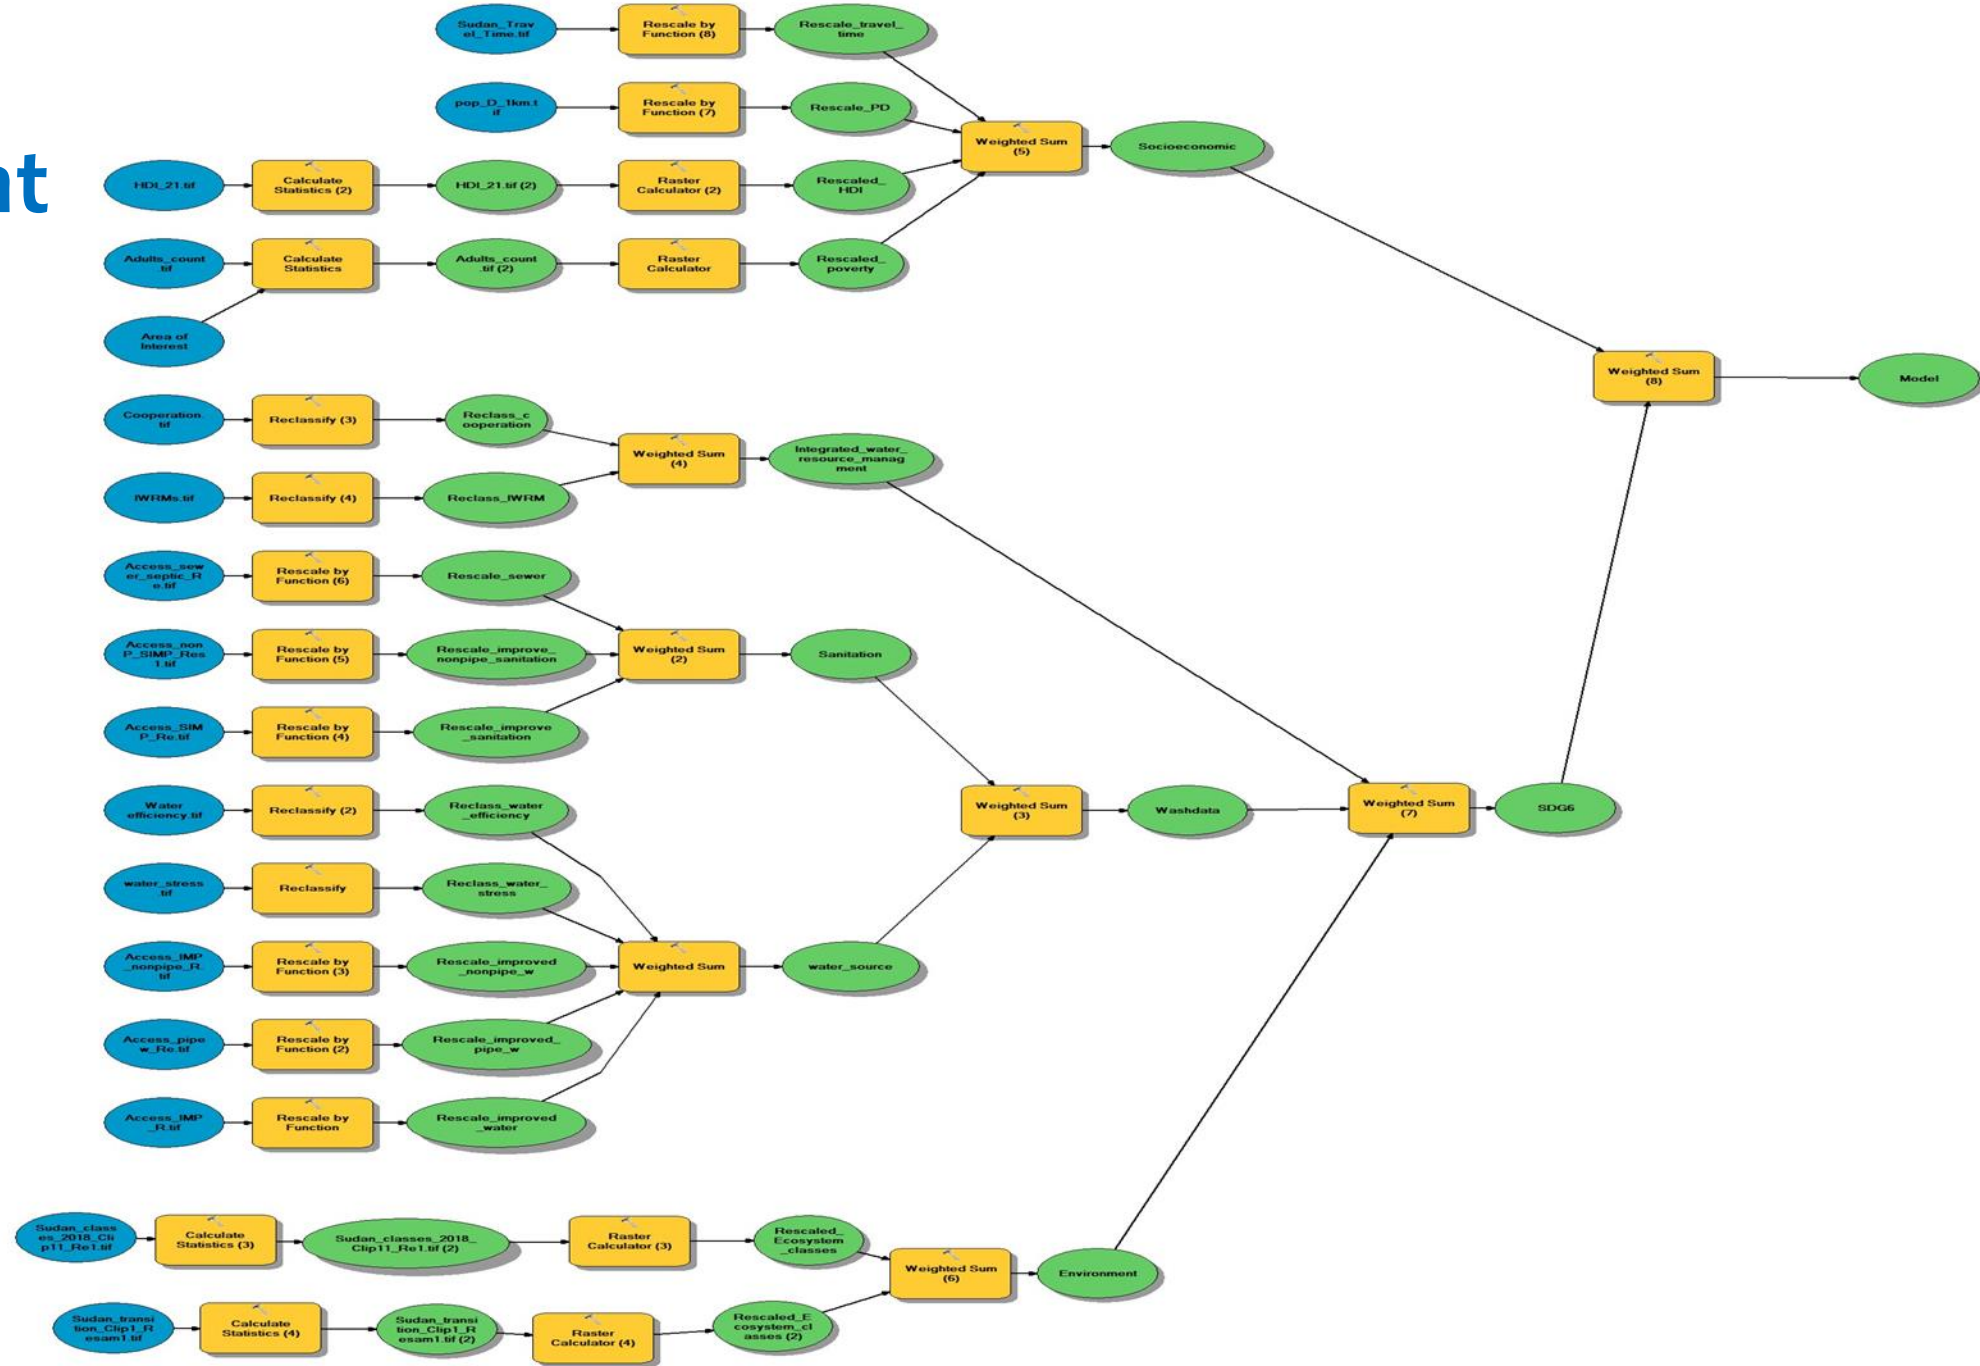 nt
Sudan_Trav
el_Time.tif
Rescale by
Function (8)
Rescale_travel_
time
pop_D_1km.t
if
Rescale by
Function (7)
Rescale_PD
Weighted Sum
(5)
Socioeconomic
HDI_21.tif
Calculate
Statistics (2)
HDI_21.tif (2)
Raster
Calculator (2)
Rescaled_
HDI
Adults_count
.tif
Calculate
Statistics
Adults_count
.tif (2)
Raster
Calculator
Rescaled_
poverty
Area of
Interest
Weighted Sum
(8)
Model
Cooperation.
tif
Reclassify (3)
Reclass_c
ooperation
Weighted Sum
(4)
Integrated_water_
resource_manag
ment
IWRMs.tif
Reclassify (4)
Reclass_IWRM
Access_sew
er_septic_R
e.tif
Rescale by
Function (6)
Rescale_sewer
Access_non
P_SIMP_Res
1.tif
Rescale by
Function (5)
Rescale_improve_
nonpipe_sanitation
Weighted Sum
(2)
Sanitation
Access_SIM
P_Re.tif
Rescale by
Function (4)
Rescale_improve
_sanitation
Water
efficiency.tif
Reclassify (2)
Reclass_water
_efficiency
Weighted Sum
(3)
Washdata
Weighted Sum
(7)
SDG6
water_stress
.tif
Reclassify
Reclass_water_
stress
Access_IMP
_nonpipe_R.
tif
Rescale by
Function (3)
Rescale_improved
_nonpipe_w
Weighted Sum
water_source
Access_pipe
w_Re.tif
Rescale by
Function (2)
Rescale_improved_
pipe_w
Access_IMP
_R.tif
Rescale by
Function
Rescale_improved
_water
Sudan_class
es_2018_Cli
p11_Re1.tif
Calculate
Statistics (3)
Sudan_classes_2018_
Clip11_Re1.tif (2)
Raster
Calculator (3)
Rescaled_
Ecosystem
_classes
Weighted Sum
(6)
Environment
Sudan_transi
tion_Clip1_R
esam1.tif
Calculate
Statistics (4)
Sudan_transi
tion_Clip1_R
esam1.tif (2)
Raster
Calculator (4)
Rescaled_E
cosystem_cl
asses (2)